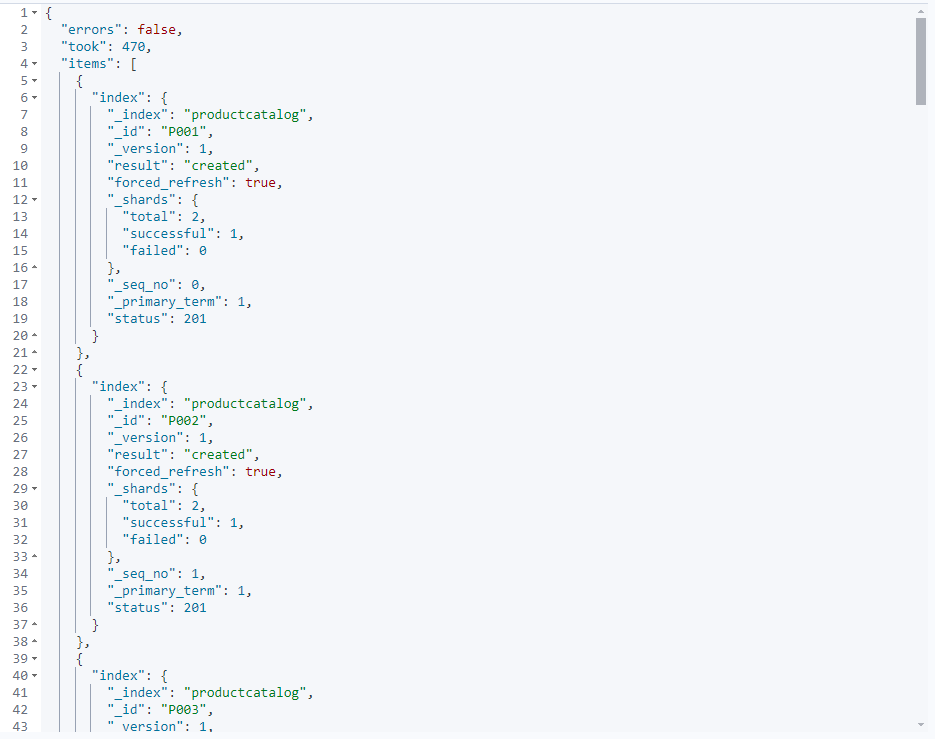 1 {
2 "errors": false,
3 "took": 470,
4 "items": [
5 {
6 "index": {
7 "_index": "productcatalog",
8 "_id": "P001",
9 "_version": 1,
10 "result": "created",
11 "forced_refresh": true,
12 "_shards": {
13 "total": 2,
14 "successful": 1,
15 "failed": 0
16 },
17 "_seq_no": 0,
18 "_primary_term": 1,
19 "status": 201
20 }
21 },
22 {
23 "index": {
24 "_index": "productcatalog",
25 "_id": "P002",
26 "_version": 1,
27 "result": "created",
28 "forced_refresh": true,
29 "_shards": {
30 "total": 2,
31 "successful": 1,
32 "failed": 0
33 },
34 "_seq_no": 1,
35 "_primary_term": 1,
36 "status": 201
37 }
38 },
39 {
40 "index": {
41 "_index": "productcatalog",
42 "_id": "P003",
43 "_version": 1,